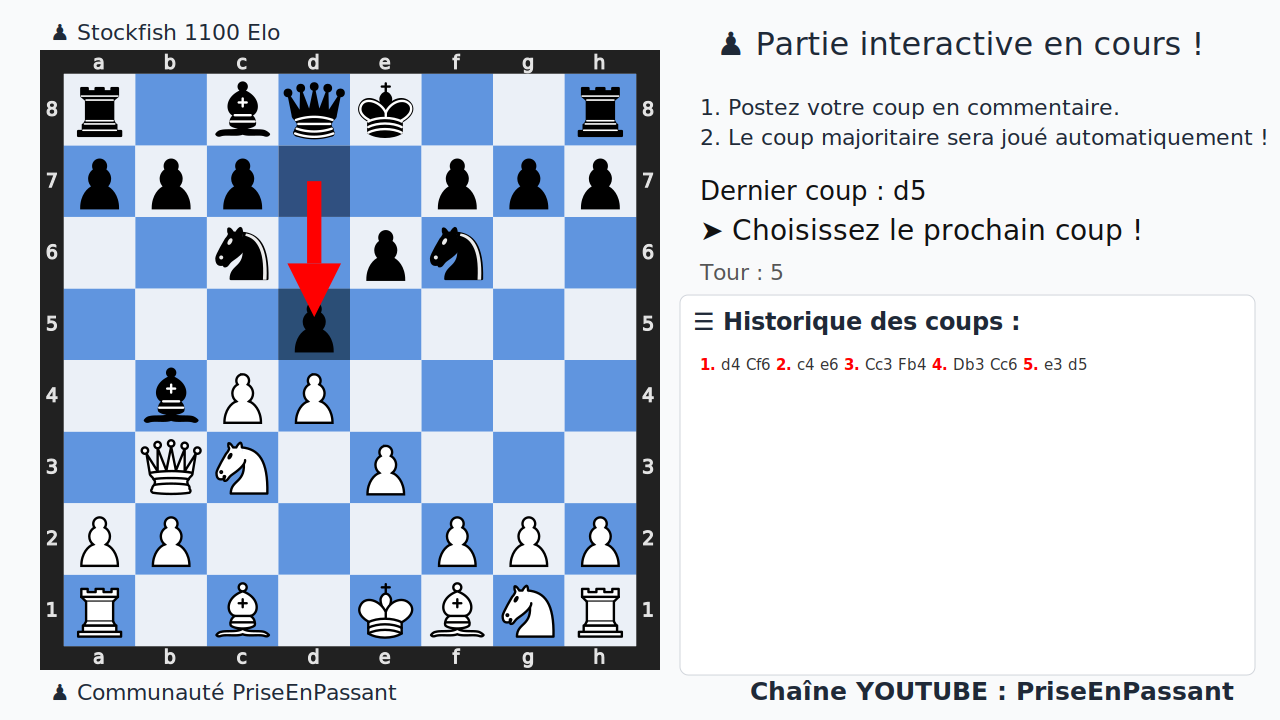 ♟ Stockfish 1100 Elo
a b c d e f g h
8 8
7 7
6 6
5 5
4 4
3 3
2 2
1 1
a b c d e f g h
♟ Communauté PriseEnPassant
♟ Partie interactive en cours !
1. Postez votre coup en commentaire.
2. Le coup majoritaire sera joué automatiquement !
Dernier coup : d5
➤ Choisissez le prochain coup !
Tour : 5
☰ Historique des coups :
1. d4 Cf6 2. c4 e6 3. Cc3 Fb4 4. Db3 Cc6 5. e3 d5
Chaîne YOUTUBE : PriseEnPassant